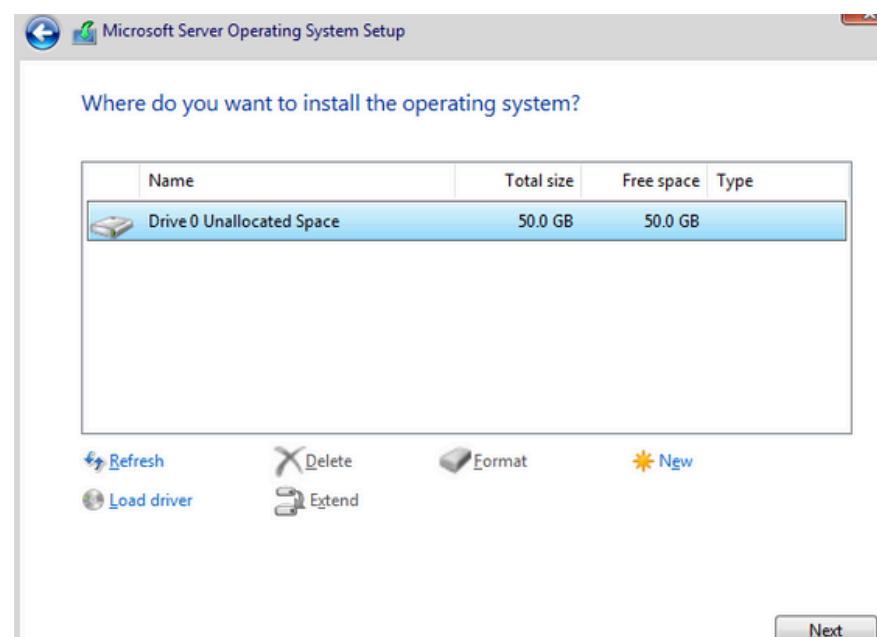 Microsoft Server Operating System Setup
Where do you want to install the operating system?
Name Total size Free space Type
Drive 0 Unallocated Space 50.0 GB 50.0 GB
Refresh Delete Format New
Load driver Extend
Next